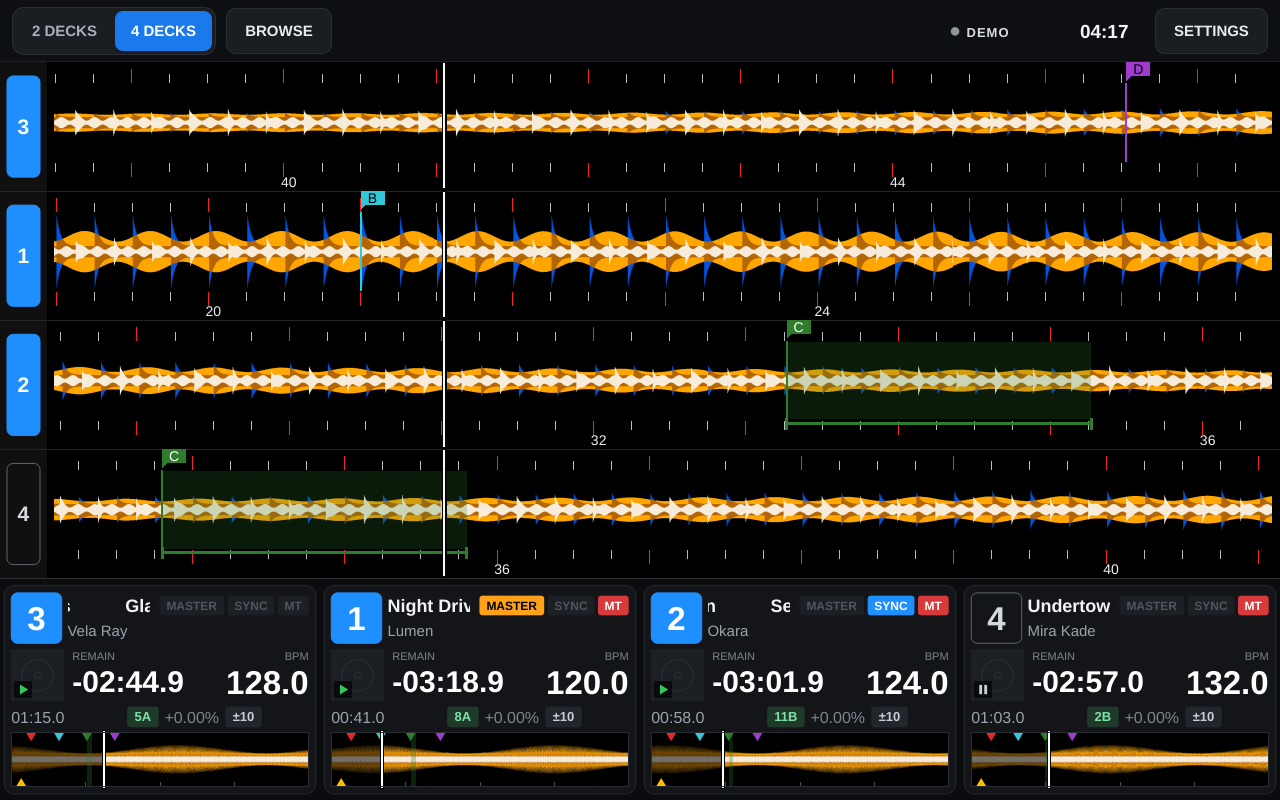 2 DECKS 4 DECKS BROWSE DEMO 04:17 SETTINGS
D
3
40 44
B
1
20 24
C
2
32 36
C
4
36 40
3 s Gla MASTER SYNC MT
Vela Ray
REMAIN BPM
-02:44.9 128.0
01:15.0 5A +0.00% ±10
1 Night Driv MASTER SYNC MT
Lumen
REMAIN BPM
-03:18.9 120.0
00:41.0 8A +0.00% ±10
2 n Se MASTER SYNC MT
Okara
REMAIN BPM
-03:01.9 124.0
00:58.0 11B +0.00% ±10
4 Undertow MASTER SYNC MT
Mira Kade
REMAIN BPM
-02:57.0 132.0
01:03.0 2B +0.00% ±10